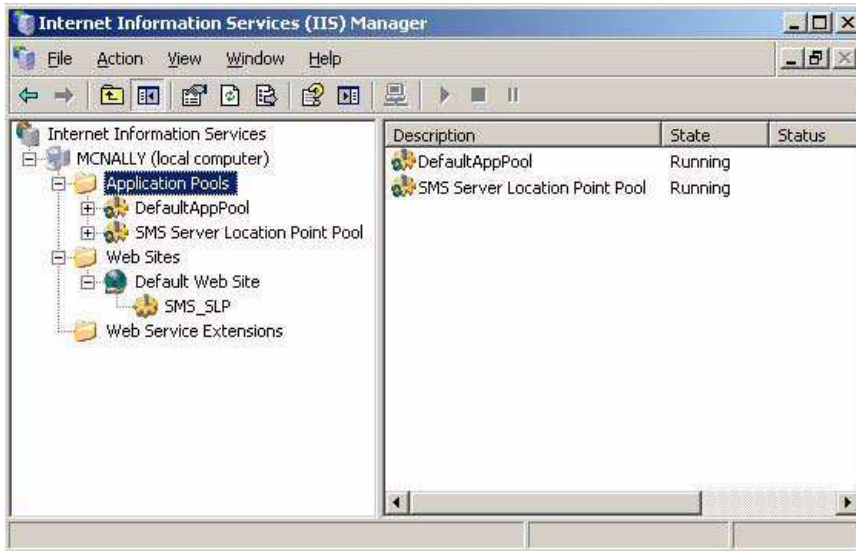 Internet Information Services (IIS) Manager
File Action View Window Help
Internet Information Services
MCNALLY (local computer)
Application Pools
DefaultAppPool
SMS Server Location Point Pool
Web Sites
Default Web Site
SMS_SLP
Web Service Extensions
Description State Status
DefaultAppPool Running
SMS Server Location Point Pool Running